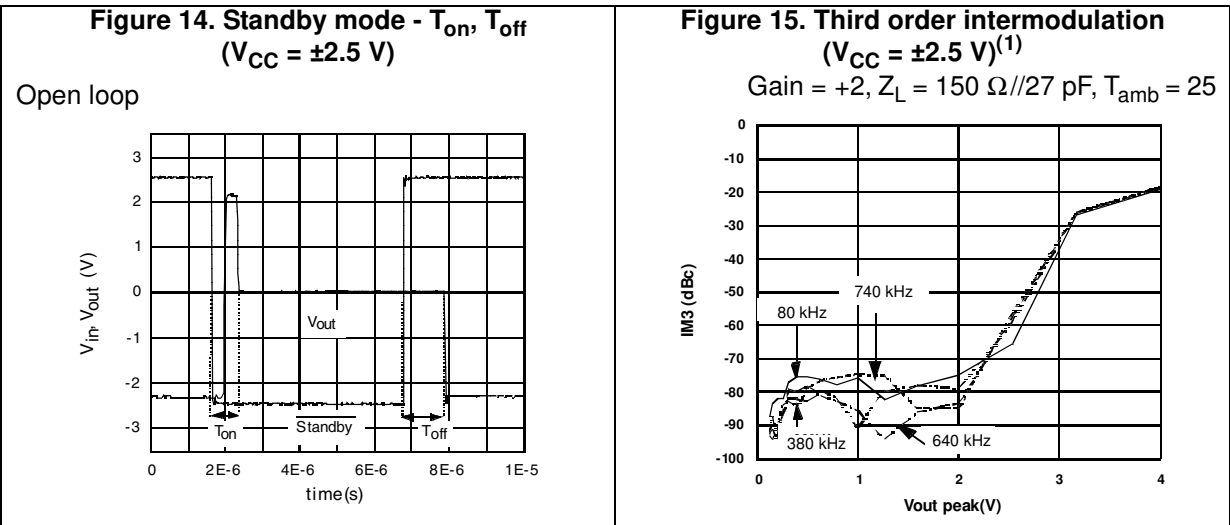 Figure 14. Standby mode - Ton, Toff
(VCC = ±2.5 V)
Open loop
3
2
1
0
-1
-2
-3
Vin, Vout (V)
Vout
Ton
Standby
Toff
0 2E-6 4E-6 6E-6 8E-6 1E-5
time(s)
Figure 15. Third order intermodulation
(VCC = ±2.5 V)(1)
Gain = +2, ZL = 150 Ω//27 pF, Tamb = 25
0
-10
-20
-30
-40
-50
-60
-70
-80
-90
-100
IM3 (dBc)
740 kHz
80 kHz
380 kHz
640 kHz
0 1 2 3 4
Vout peak(V)